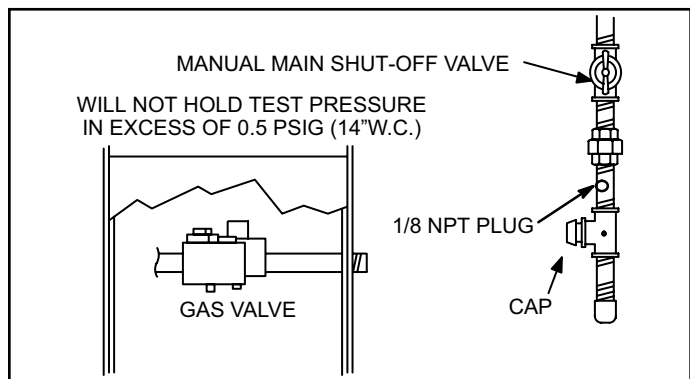 MANUAL MAIN SHUT-OFF VALVE
WILL NOT HOLD TEST PRESSURE
IN EXCESS OF 0.5 PSIG (14”W.C.)
1/8 NPT PLUG
GAS VALVE
CAP